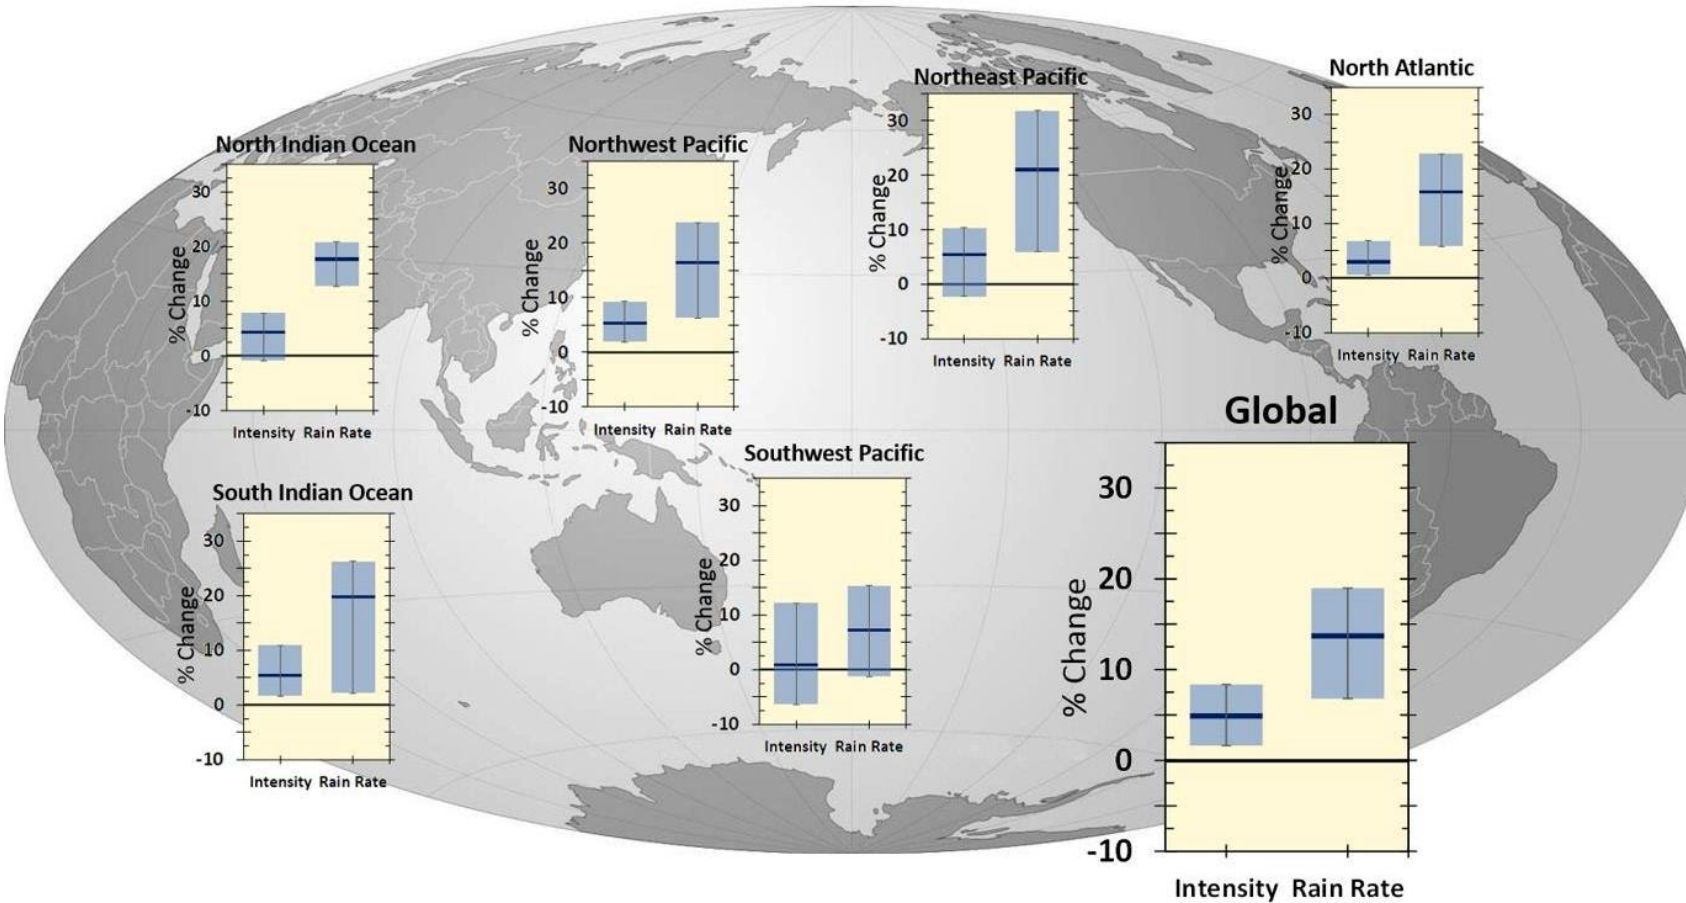 Northeast Pacific
30
20
10
0
-10
% Change
Intensity Rain Rate
North Atlantic
30
20
10
0
-10
% Change
Intensity Rain Rate
North Indian Ocean
30
20
10
0
-10
% Change
Intensity Rain Rate
Northwest Pacific
30
20
10
0
-10
% Change
Intensity Rain Rate
Global
30
20
10
0
-10
% Change
Intensity Rain Rate
Southwest Pacific
30
20
10
0
-10
% Change
Intensity Rain Rate
South Indian Ocean
30
20
10
0
-10
% Change
Intensity Rain Rate